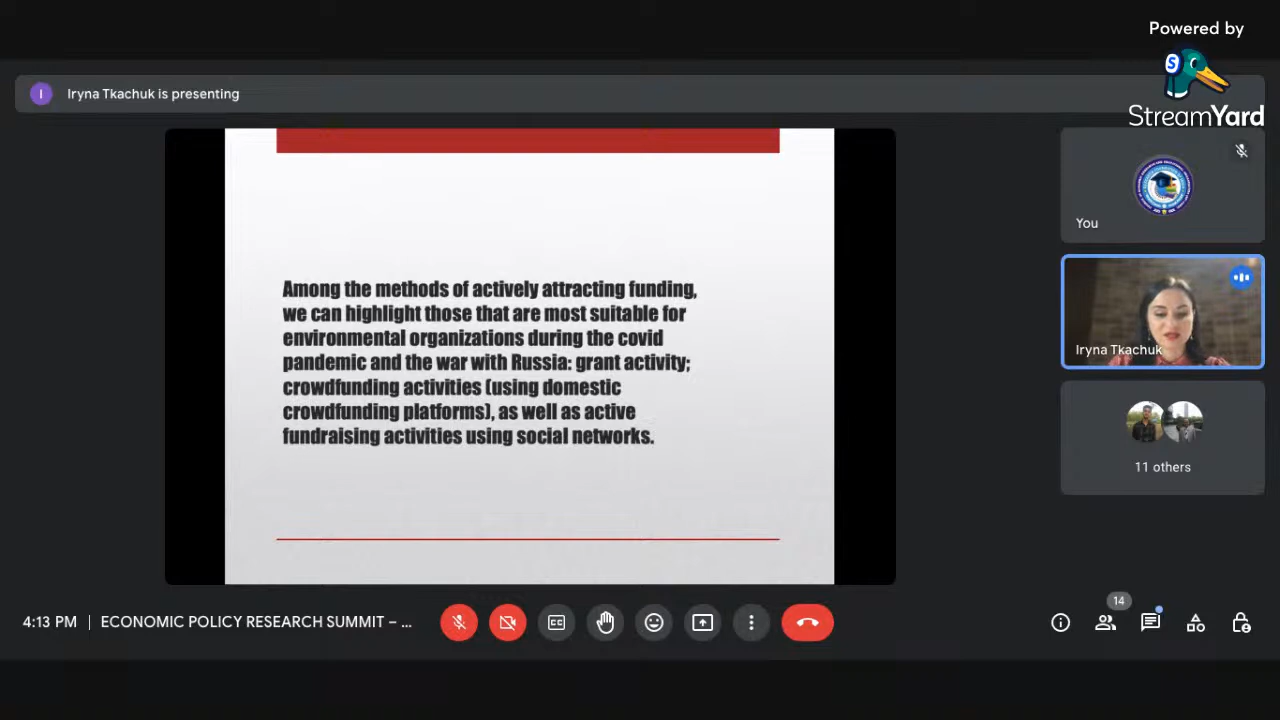 Powered by
StreamYard
I
Iryna Tkachuk is presenting
S
You
Among the methods of actively attracting funding,
we can highlight those that are most suitable for
environmental organizations during the covid
pandemic and the war with Russia: grant activity;
crowdfunding activities (using domestic
crowdfunding platforms), as well as active
fundraising activities using social networks.
Iryna Tkachuk
11 others
14
4:13 PM | ECONOMIC POLICY RESEARCH SUMMIT – ...
CC